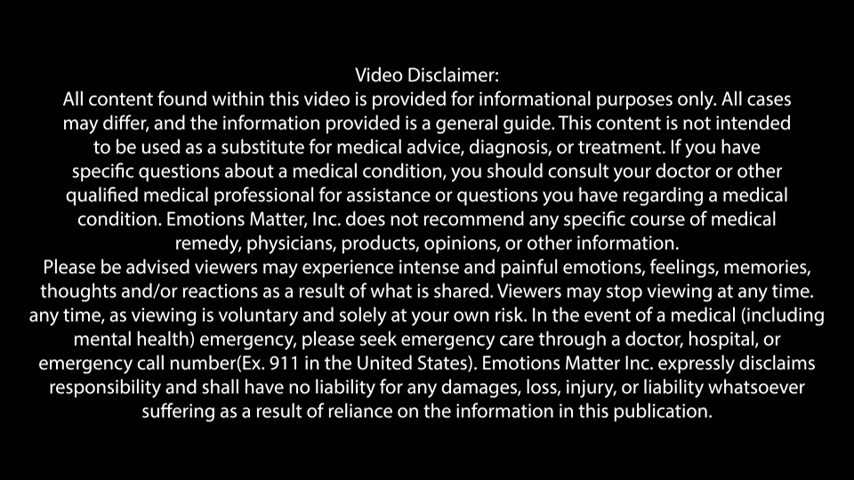 Video Disclaimer:
All content found within this video is provided for informational purposes only. All cases
may differ, and the information provided is a general guide. This content is not intended
to be used as a substitute for medical advice, diagnosis, or treatment. If you have
specific questions about a medical condition, you should consult your doctor or other
qualified medical professional for assistance or questions you have regarding a medical
condition. Emotions Matter, Inc. does not recommend any specific course of medical
remedy, physicians, products, opinions, or other information.
Please be advised viewers may experience intense and painful emotions, feelings, memories,
thoughts and/or reactions as a result of what is shared. Viewers may stop viewing at any time.
any time, as viewing is voluntary and solely at your own risk. In the event of a medical (including
mental health) emergency, please seek emergency care through a doctor, hospital, or
emergency call number(Ex. 911 in the United States). Emotions Matter Inc. expressly disclaims
responsibility and shall have no liability for any damages, loss, injury, or liability whatsoever
suffering as a result of reliance on the information in this publication.